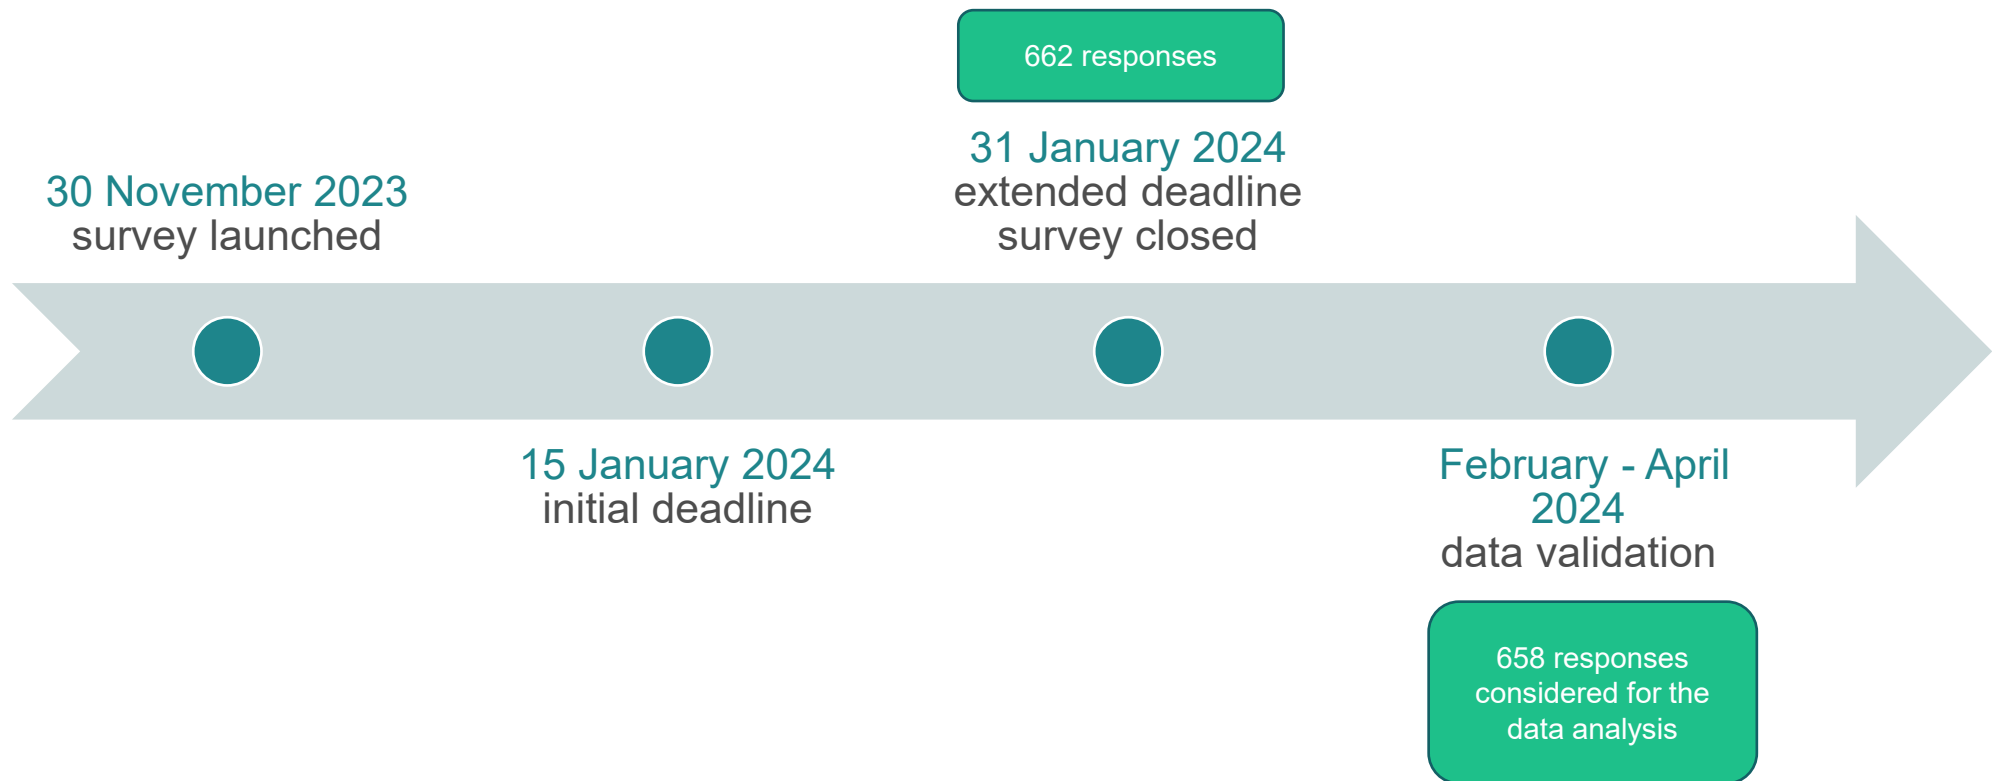 662 responses
31 January 2024
extended deadline
survey closed
30 November 2023
survey launched
15 January 2024
initial deadline
February - April
2024
data validation
658 responses
considered for the
data analysis